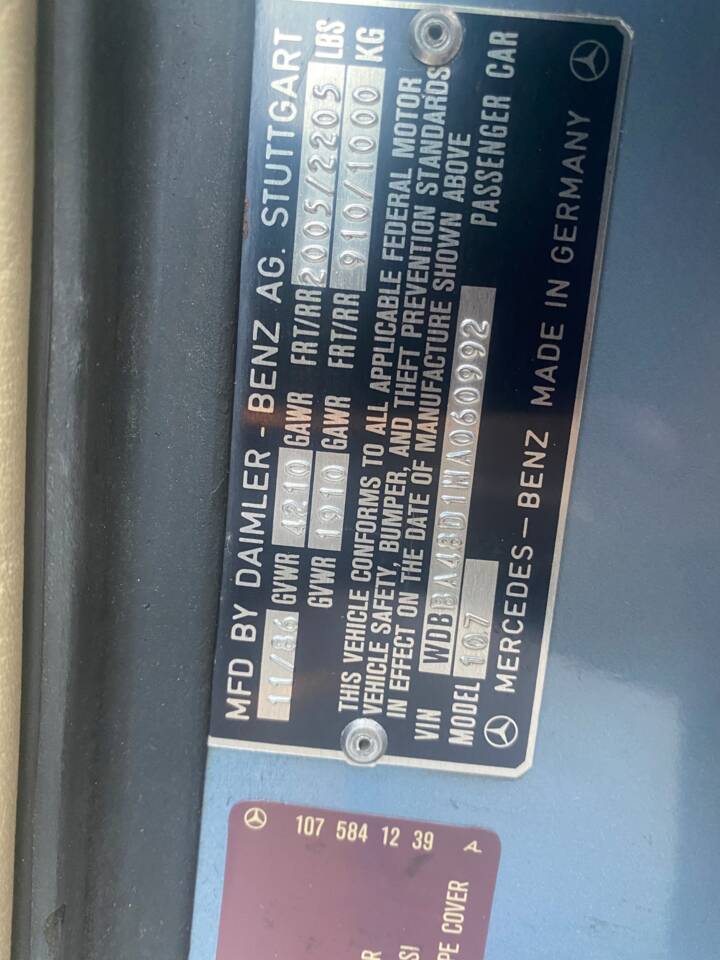 MFD BY DAIMLER - BENZ AG. STUTTGART
11/86 GVWR 4210 GAWR FRT/RR 2005/2205 LBS
GVWR 1910 GAWR FRT/RR 910/1000 KG
THIS VEHICLE CONFORMS TO ALL APPLICABLE FEDERAL MOTOR
VEHICLE SAFETY, BUMPER, AND THEFT PREVENTION STANDARDS
IN EFFECT ON THE DATE OF MANUFACTURE SHOWN ABOVE
VIN WDBBA48D1HA060992
MODEL 107 PASSENGER CAR
MERCEDES – BENZ MADE IN GERMANY
107 584 12 39 A
PE COVER